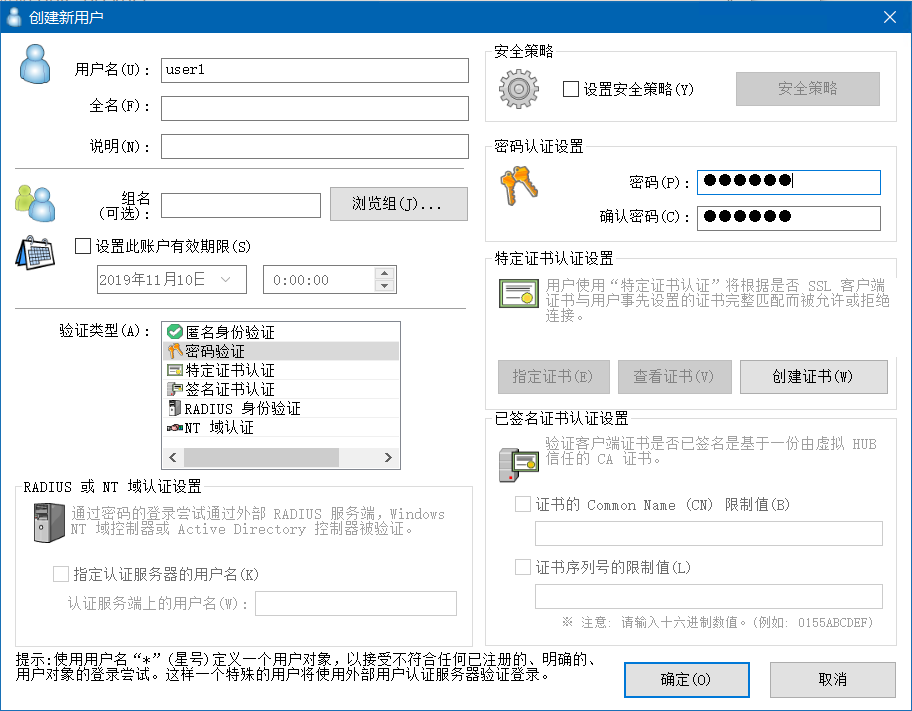 创建新用户
用户名(U):
user1
全名(F):
说明(N):
组名
(可选):
浏览组(J)...
设置此账户有效期限(S)
2019年11月10日
0:00:00
验证类型(A):
匿名身份验证
密码验证
特定证书认证
签名证书认证
RADIUS 身份验证
NT 域认证
RADIUS 或 NT 域认证设置
通过密码的登录尝试通过外部 RADIUS 服务端，Windows
NT 域控制器或 Active Directory 控制器被验证。
指定认证服务器的用户名(K)
认证服务端上的用户名(W):
安全策略
设置安全策略(Y)
安全策略
密码认证设置
密码(P):
●●●●●●
确认密码(C):
●●●●●●
特定证书认证设置
用户使用“特定证书认证”将根据是否 SSL 客户端
证书与用户事先设置的证书完整匹配而被允许或拒绝
连接。
指定证书(E)
查看证书(V)
创建证书(W)
已签名证书认证设置
验证客户端证书是否已签名是基于一份由虚拟 HUB
信任的 CA 证书。
证书的 Common Name (CN) 限制值(B)
证书序列号的限制值(L)
※ 注意: 请输入十六进制数值。(例如: 0155ABCDEF)
提示:使用用户名“*”(星号)定义一个用户对象，以接受不符合任何已注册的、明确的、
用户对象的登录尝试。这样一个特殊的用户将使用外部用户认证服务器验证登录。
确定(O)
取消